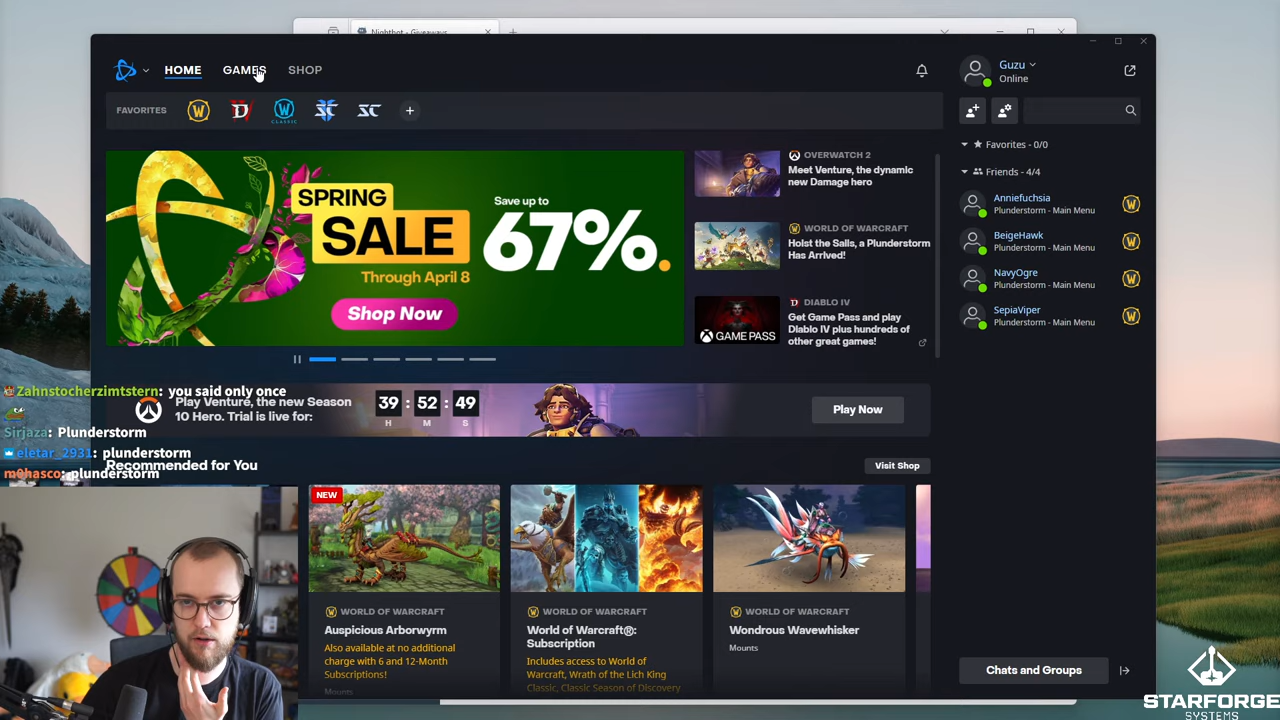 Nightbot - Giveaways
HOME
GAMES
SHOP
Guzu
Online
FAVORITES
CLASSIC
SPRING
SALE
Through April 8
Shop Now
Save up to
67%.
OVERWATCH 2
Meet Venture, the dynamic
new Damage hero
WORLD OF WARCRAFT
Hoist the Sails, a Plunderstorm
Has Arrived!
DIABLO IV
Get Game Pass and play
Diablo IV plus hundreds of
other great games!
GAME PASS
Favorites - 0/0
Friends - 4/4
Anniefuchsia
Plunderstorm - Main Menu
BeigeHawk
Plunderstorm - Main Menu
NavyOgre
Plunderstorm - Main Menu
SepiaViper
Plunderstorm - Main Menu
Zahnstocherzimtstern: you said only once
Sirjaza: Plunderstorm
eletar_2931: plunderstorm
m0hasco: plunderstorm
Play Venture, the new Season
10 Hero. Trial is live for:
39 : 52 : 49
H M S
Play Now
Recommended for You
Visit Shop
NEW
WORLD OF WARCRAFT
Auspicious Arborwyrm
Also available at no additional
charge with 6 and 12-Month
Subscriptions!
Mounts
WORLD OF WARCRAFT
World of Warcraft®:
Subscription
Includes access to World of
Warcraft, Wrath of the Lich King
Classic, Classic Season of Discovery
WORLD OF WARCRAFT
Wondrous Wavewhisker
Mounts
Chats and Groups
STARFORGE
SYSTEMS